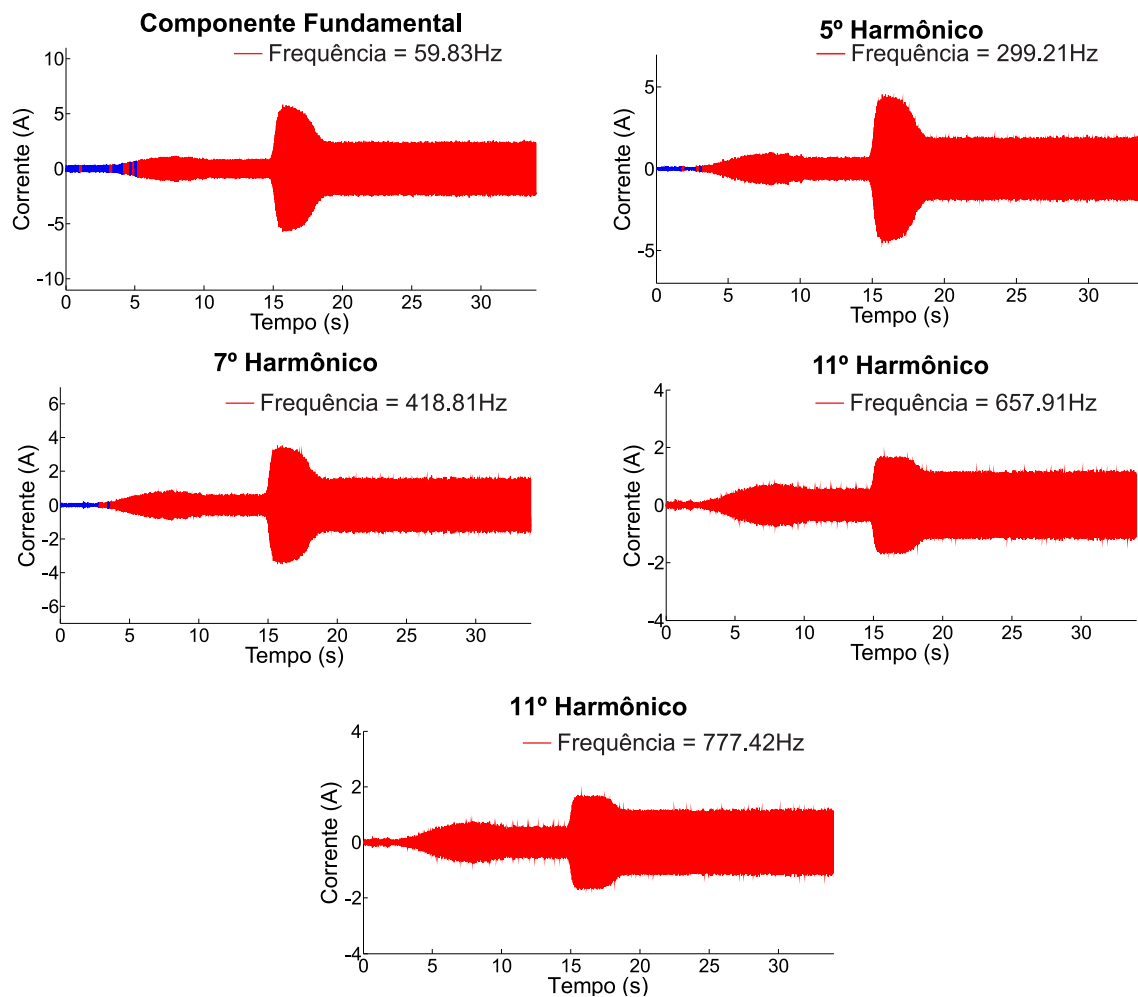 Componente Fundamental
Frequência = 59.83Hz
Corrente (A)
10
5
0
-5
-10
0 5 10 15 20 25 30
Tempo (s)
5º Harmônico
Frequência = 299.21Hz
Corrente (A)
5
0
-5
0 5 10 15 20 25 30
Tempo (s)
7º Harmônico
Frequência = 418.81Hz
Corrente (A)
6
4
2
0
-2
-4
-6
0 5 10 15 20 25 30
Tempo (s)
11º Harmônico
Frequência = 657.91Hz
Corrente (A)
4
2
0
-2
-4
0 5 10 15 20 25 30
Tempo (s)
11º Harmônico
Frequência = 777.42Hz
Corrente (A)
4
2
0
-2
-4
0 5 10 15 20 25 30
Tempo (s)